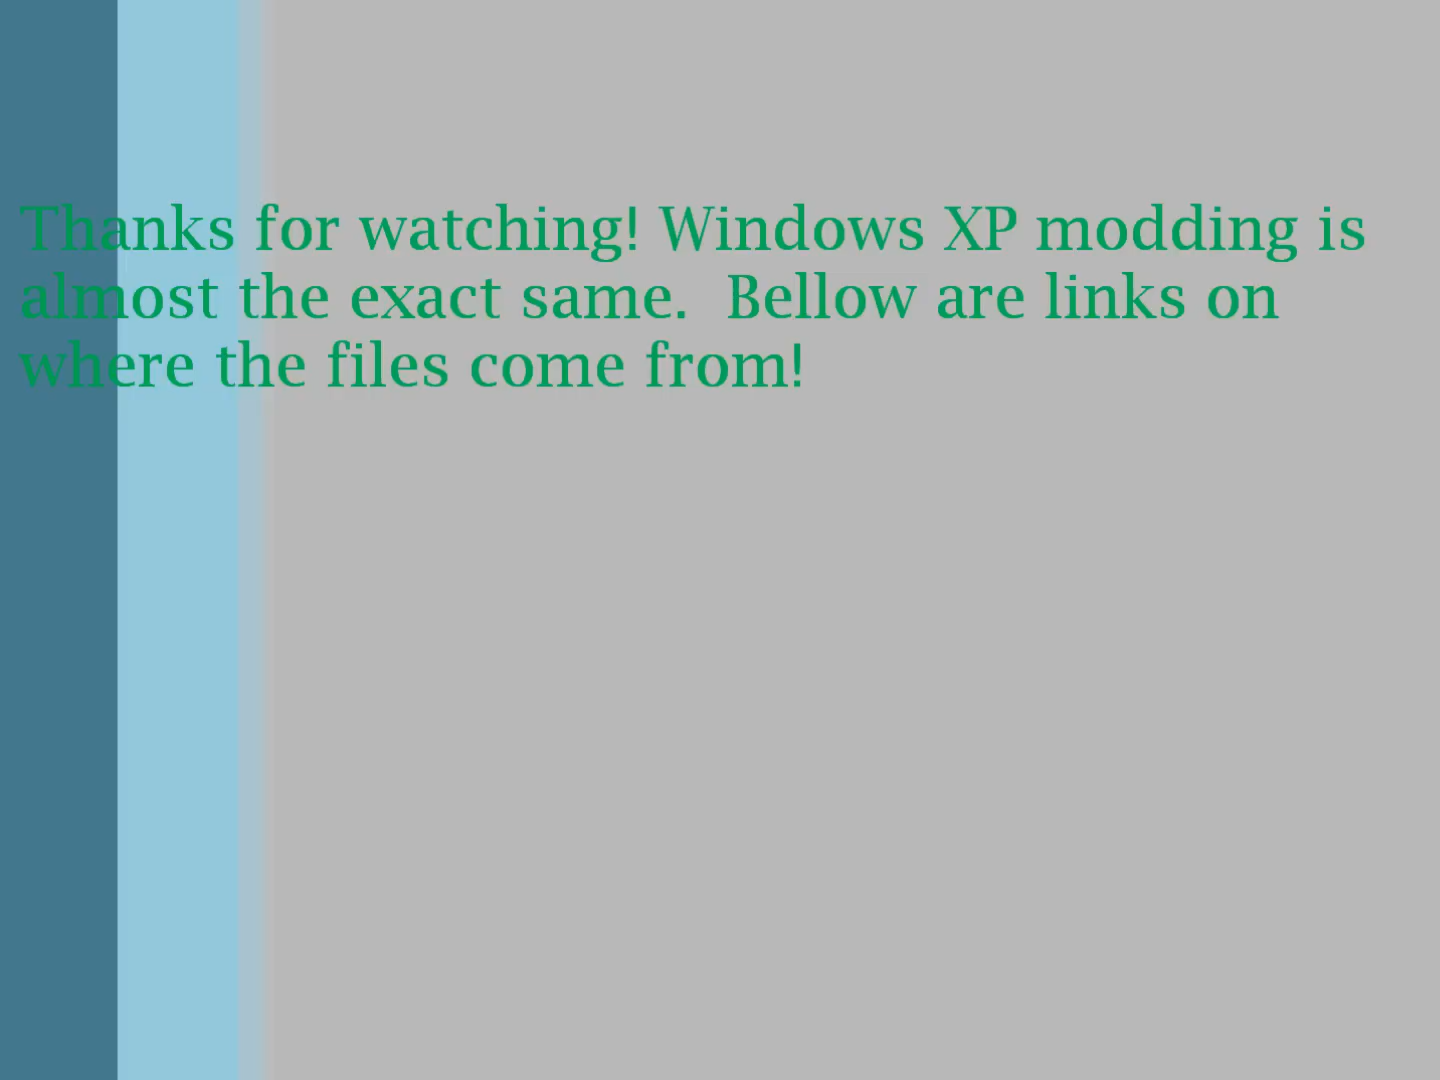 Thanks for watching! Windows XP modding is
almost the exact same.  Bellow are links on
where the files come from!